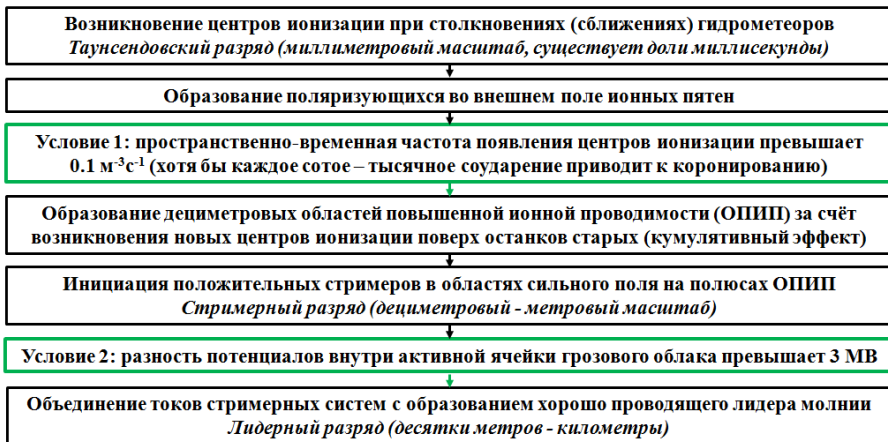 Возникновение центров ионизации при столкновениях (сближениях) гидрометеоров
Таунсендовский разряд (миллиметровый масштаб, существует доли миллисекунды)
Образование поляризующихся во внешнем поле ионных пятен
Условие 1: пространственно-временная частота появления центров ионизации превышает
0.1 м⁻³с⁻¹ (хотя бы каждое сотое – тысячное соударение приводит к коронированию)
Образование дециметровых областей повышенной ионной проводимости (ОПИП) за счёт
возникновения новых центров ионизации поверх останков старых (кумулятивный эффект)
Инициация положительных стримеров в областях сильного поля на полюсах ОПИП
Стримерный разряд (дециметровый - метровый масштаб)
Условие 2: разность потенциалов внутри активной ячейки грозового облака превышает 3 МВ
Объединение токов стримерных систем с образованием хорошо проводящего лидера молнии
Лидерный разряд (десятки метров - километры)